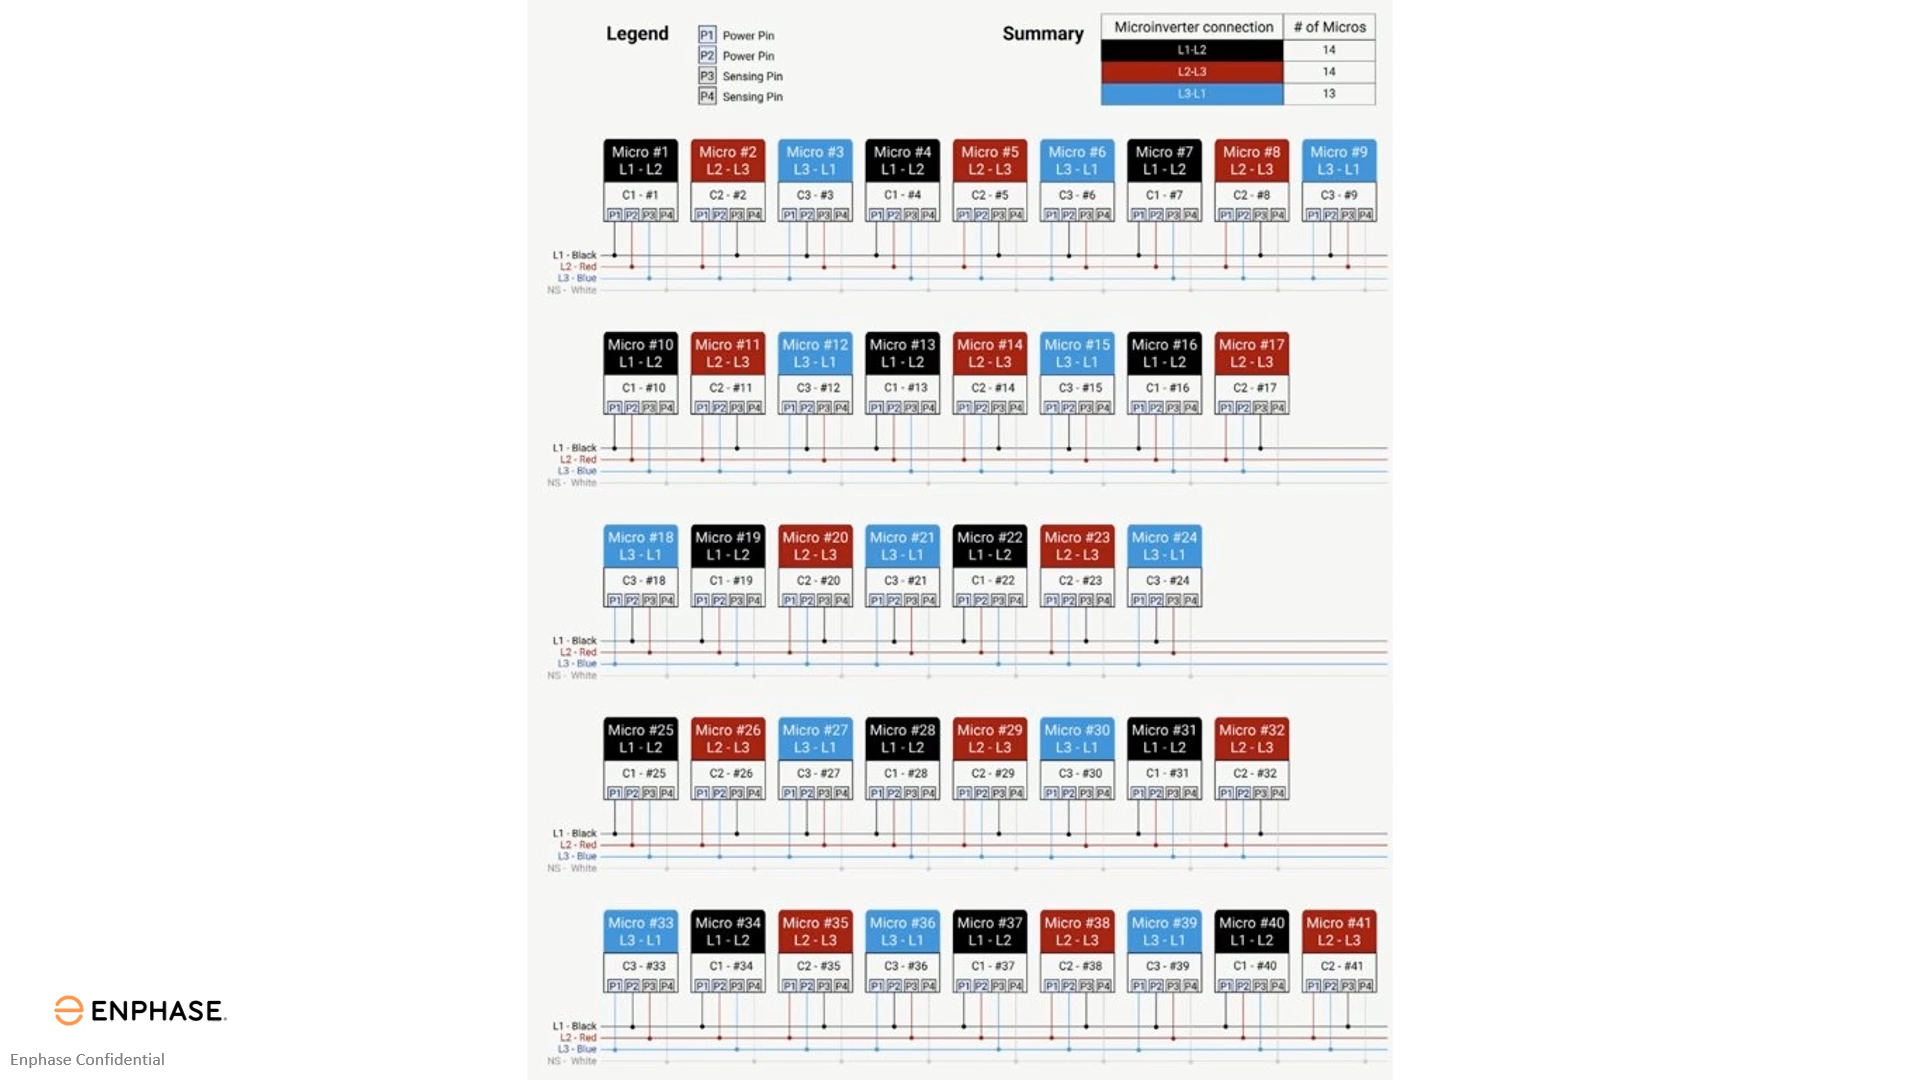 Legend
P1 Power Pin
P2 Power Pin
P3 Sensing Pin
P4 Sensing Pin
Summary
Microinverter connection # of Micros
L1-L2 14
L2-L3 14
L3-L1 13
Micro #1 Micro #2 Micro #3 Micro #4 Micro #5 Micro #6 Micro #7 Micro #8 Micro #9
L1 - L2 L2 - L3 L3 - L1 L1 - L2 L2 - L3 L3 - L1 L1 - L2 L2 - L3 L3 - L1
C1 - #1 C2 - #2 C3 - #3 C1 - #4 C2 - #5 C3 - #6 C1 - #7 C2 - #8 C3 - #9
P1 P2 P3 P4 P1 P2 P3 P4 P1 P2 P3 P4 P1 P2 P3 P4 P1 P2 P3 P4 P1 P2 P3 P4 P1 P2 P3 P4 P1 P2 P3 P4 P1 P2 P3 P4
L1 - Black
L2 - Red
L3 - Blue
NS - White
Micro #10 Micro #11 Micro #12 Micro #13 Micro #14 Micro #15 Micro #16 Micro #17
L1 - L2 L2 - L3 L3 - L1 L1 - L2 L2 - L3 L3 - L1 L1 - L2 L2 - L3
C1 - #10 C2 - #11 C3 - #12 C1 - #13 C2 - #14 C3 - #15 C1 - #16 C2 - #17
P1 P2 P3 P4 P1 P2 P3 P4 P1 P2 P3 P4 P1 P2 P3 P4 P1 P2 P3 P4 P1 P2 P3 P4 P1 P2 P3 P4 P1 P2 P3 P4
L1 - Black
L2 - Red
L3 - Blue
NS - White
Micro #18 Micro #19 Micro #20 Micro #21 Micro #22 Micro #23 Micro #24
L3 - L1 L1 - L2 L2 - L3 L3 - L1 L1 - L2 L2 - L3 L3 - L1
C3 - #18 C1 - #19 C2 - #20 C3 - #21 C1 - #22 C2 - #23 C3 - #24
P1 P2 P3 P4 P1 P2 P3 P4 P1 P2 P3 P4 P1 P2 P3 P4 P1 P2 P3 P4 P1 P2 P3 P4 P1 P2 P3 P4
L1 - Black
L2 - Red
L3 - Blue
NS - White
Micro #25 Micro #26 Micro #27 Micro #28 Micro #29 Micro #30 Micro #31 Micro #32
L1 - L2 L2 - L3 L3 - L1 L1 - L2 L2 - L3 L3 - L1 L1 - L2 L2 - L3
C1 - #25 C2 - #26 C3 - #27 C1 - #28 C2 - #29 C3 - #30 C1 - #31 C2 - #32
P1 P2 P3 P4 P1 P2 P3 P4 P1 P2 P3 P4 P1 P2 P3 P4 P1 P2 P3 P4 P1 P2 P3 P4 P1 P2 P3 P4 P1 P2 P3 P4
L1 - Black
L2 - Red
L3 - Blue
NS - White
Micro #33 Micro #34 Micro #35 Micro #36 Micro #37 Micro #38 Micro #39 Micro #40 Micro #41
L3 - L1 L1 - L2 L2 - L3 L3 - L1 L1 - L2 L2 - L3 L3 - L1 L1 - L2 L2 - L3
C3 - #33 C1 - #34 C2 - #35 C3 - #36 C1 - #37 C2 - #38 C3 - #39 C1 - #40 C2 - #41
P1 P2 P3 P4 P1 P2 P3 P4 P1 P2 P3 P4 P1 P2 P3 P4 P1 P2 P3 P4 P1 P2 P3 P4 P1 P2 P3 P4 P1 P2 P3 P4 P1 P2 P3 P4
L1 - Black
L2 - Red
L3 - Blue
NS - White
ENPHASE.
Enphase Confidential